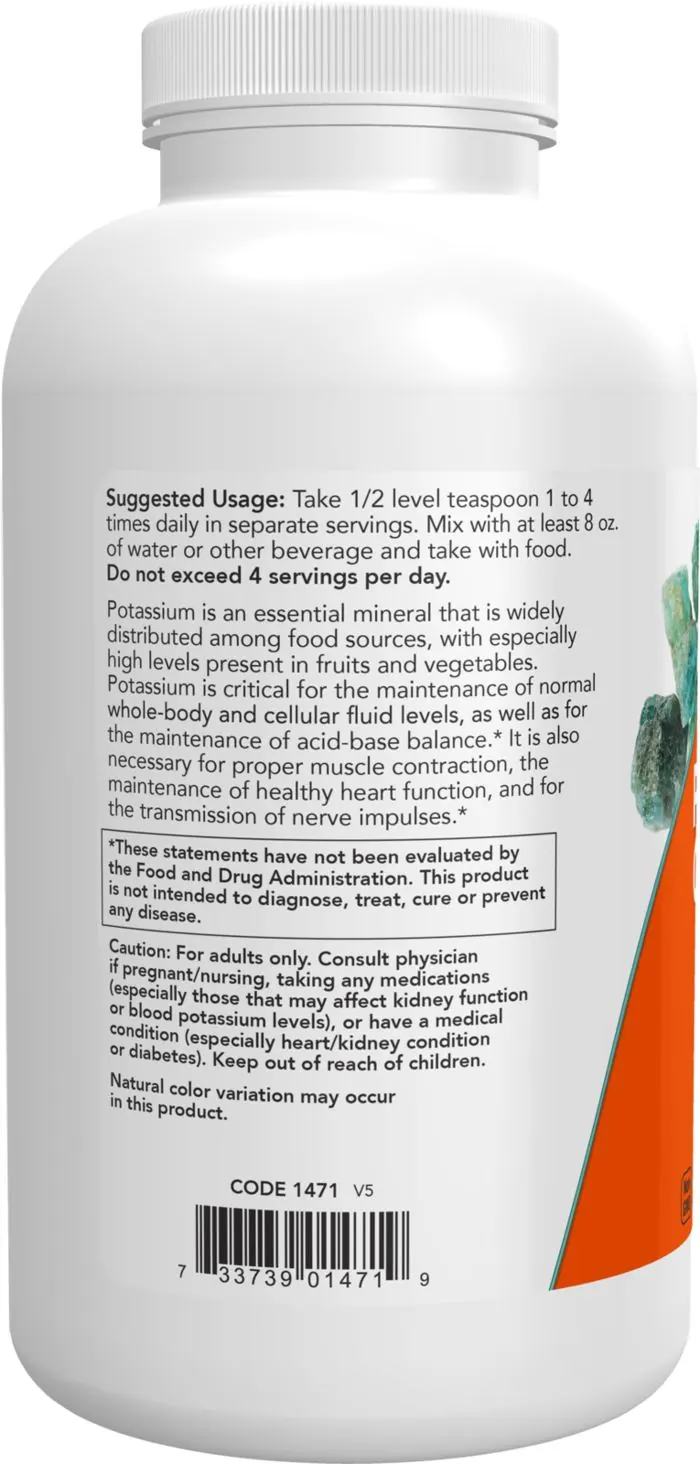 Suggested Usage: Take 1/2 level teaspoon 1 to 4
times daily in separate servings. Mix with at least 8 oz.
of water or other beverage and take with food.
Do not exceed 4 servings per day.
Potassium is an essential mineral that is widely
distributed among food sources, with especially
high levels present in fruits and vegetables.
Potassium is critical for the maintenance of normal
whole-body and cellular fluid levels, as well as for
the maintenance of acid-base balance.* It is also
necessary for proper muscle contraction, the
maintenance of healthy heart function, and for
the transmission of nerve impulses.*
*These statements have not been evaluated by
the Food and Drug Administration. This product
is not intended to diagnose, treat, cure or prevent
any disease.
Caution: For adults only. Consult physician
if pregnant/nursing, taking any medications
(especially those that may affect kidney function
or blood potassium levels), or have a medical
condition (especially heart/kidney condition
or diabetes). Keep out of reach of children.
Natural color variation may occur
in this product.
CODE 1471 V5
7 33739 01471 9